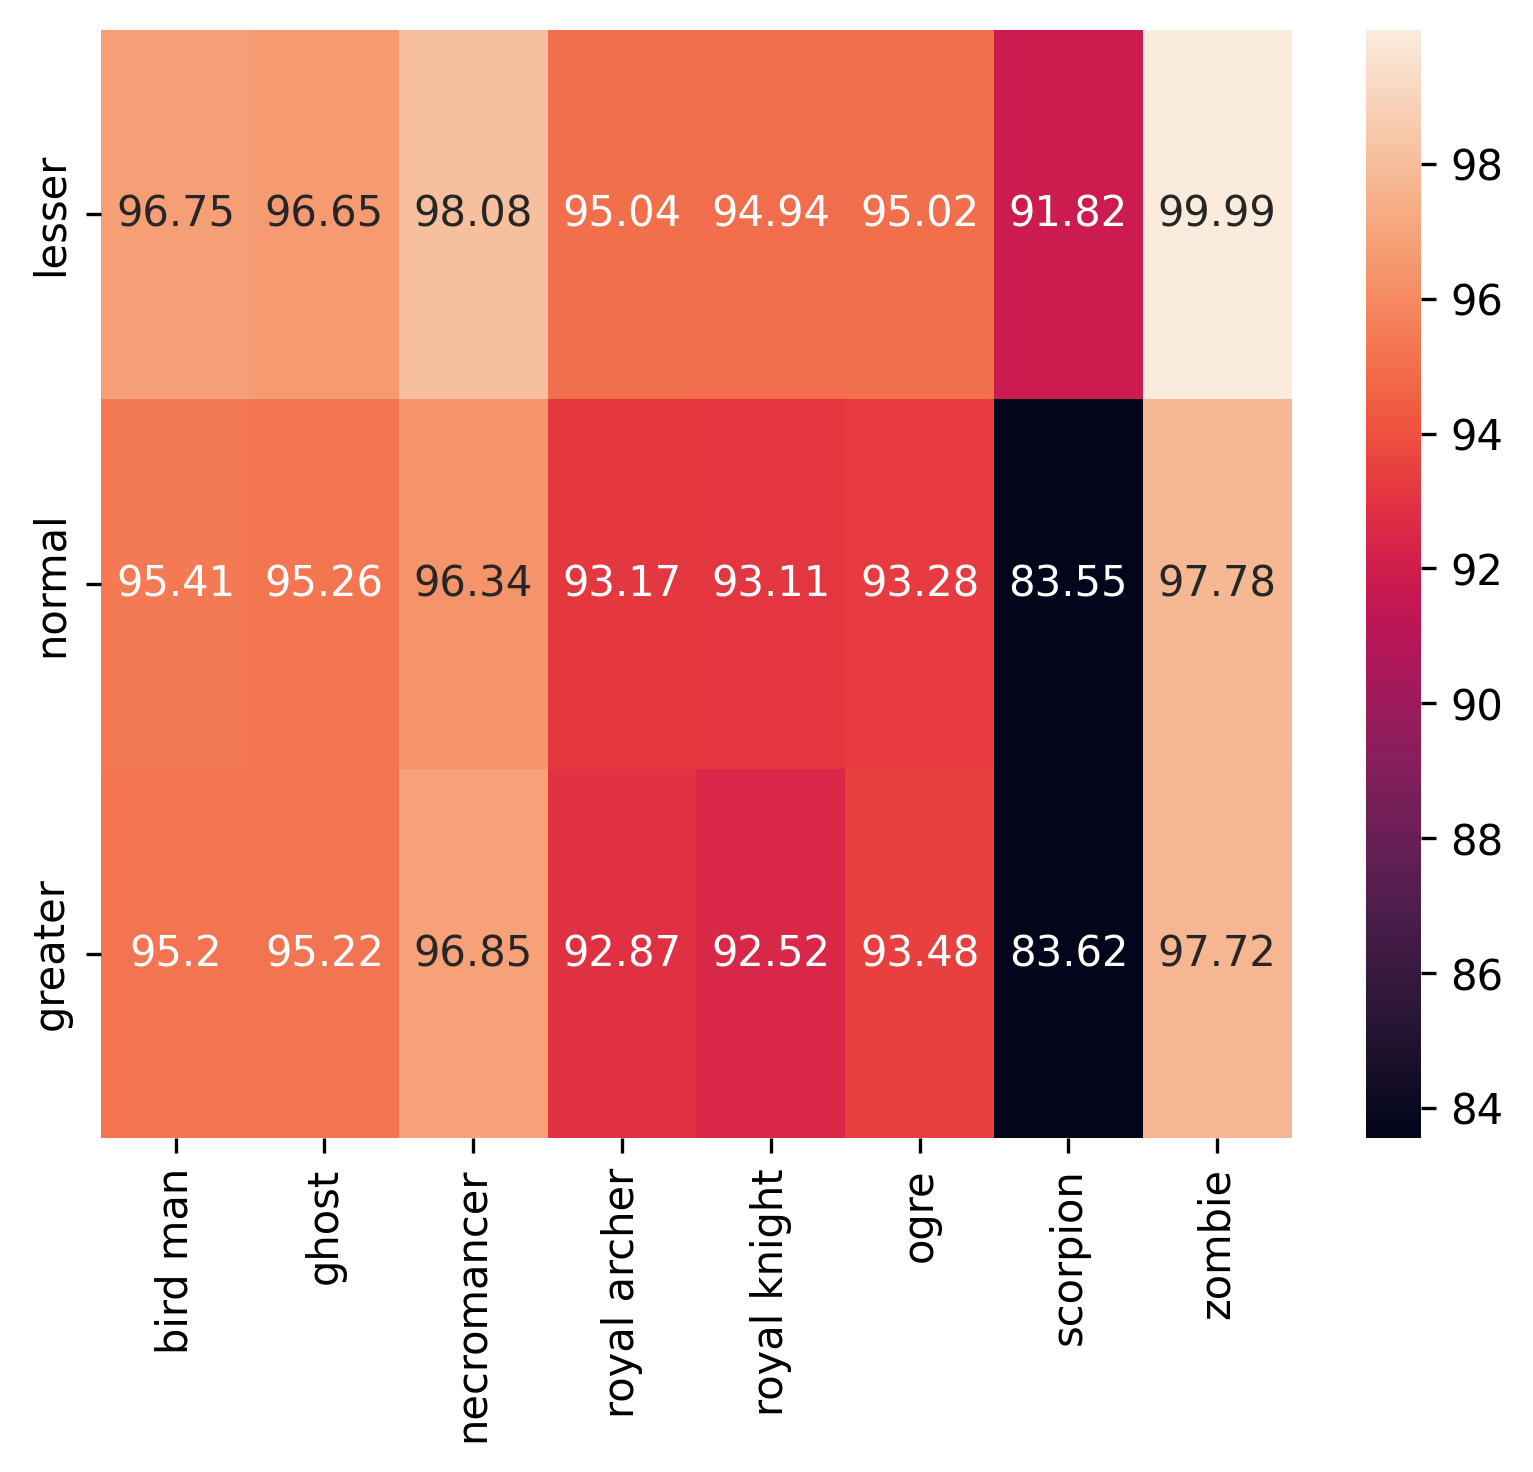 lesser 96.75 96.65 98.08 95.04 94.94 95.02 91.82 99.99
normal 95.41 95.26 96.34 93.17 93.11 93.28 83.55 97.78
greater 95.2 95.22 96.85 92.87 92.52 93.48 83.62 97.72
bird man ghost necromancer royal archer royal knight ogre scorpion zombie
98
96
94
92
90
88
86
84